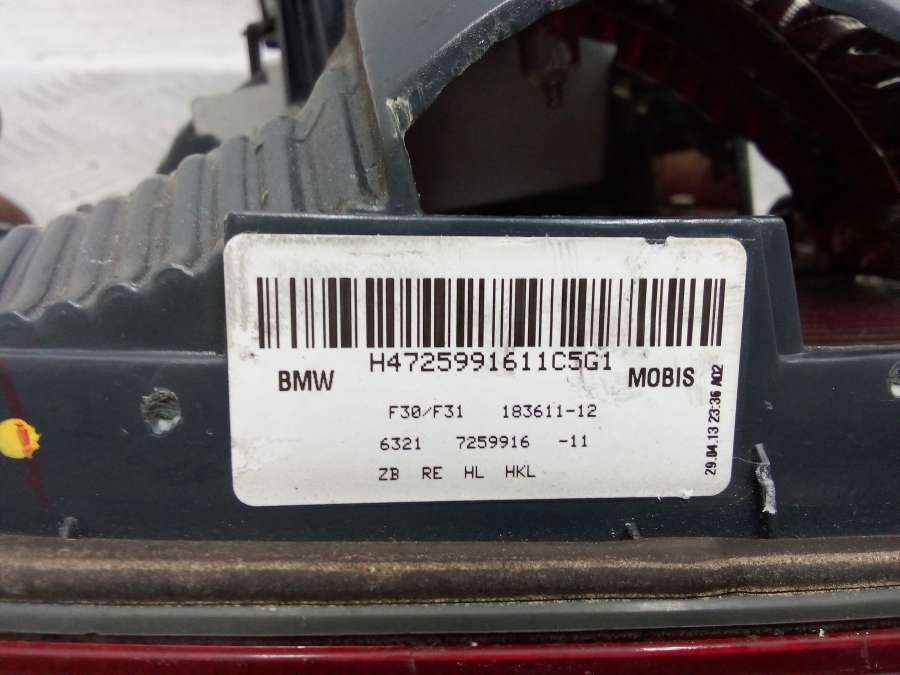 H4725991611C5G1
BMW MOBIS
F30/F31 183611-12
6321 7259916 -11
ZB RE HL HKL
29.04.13 23:36 A02